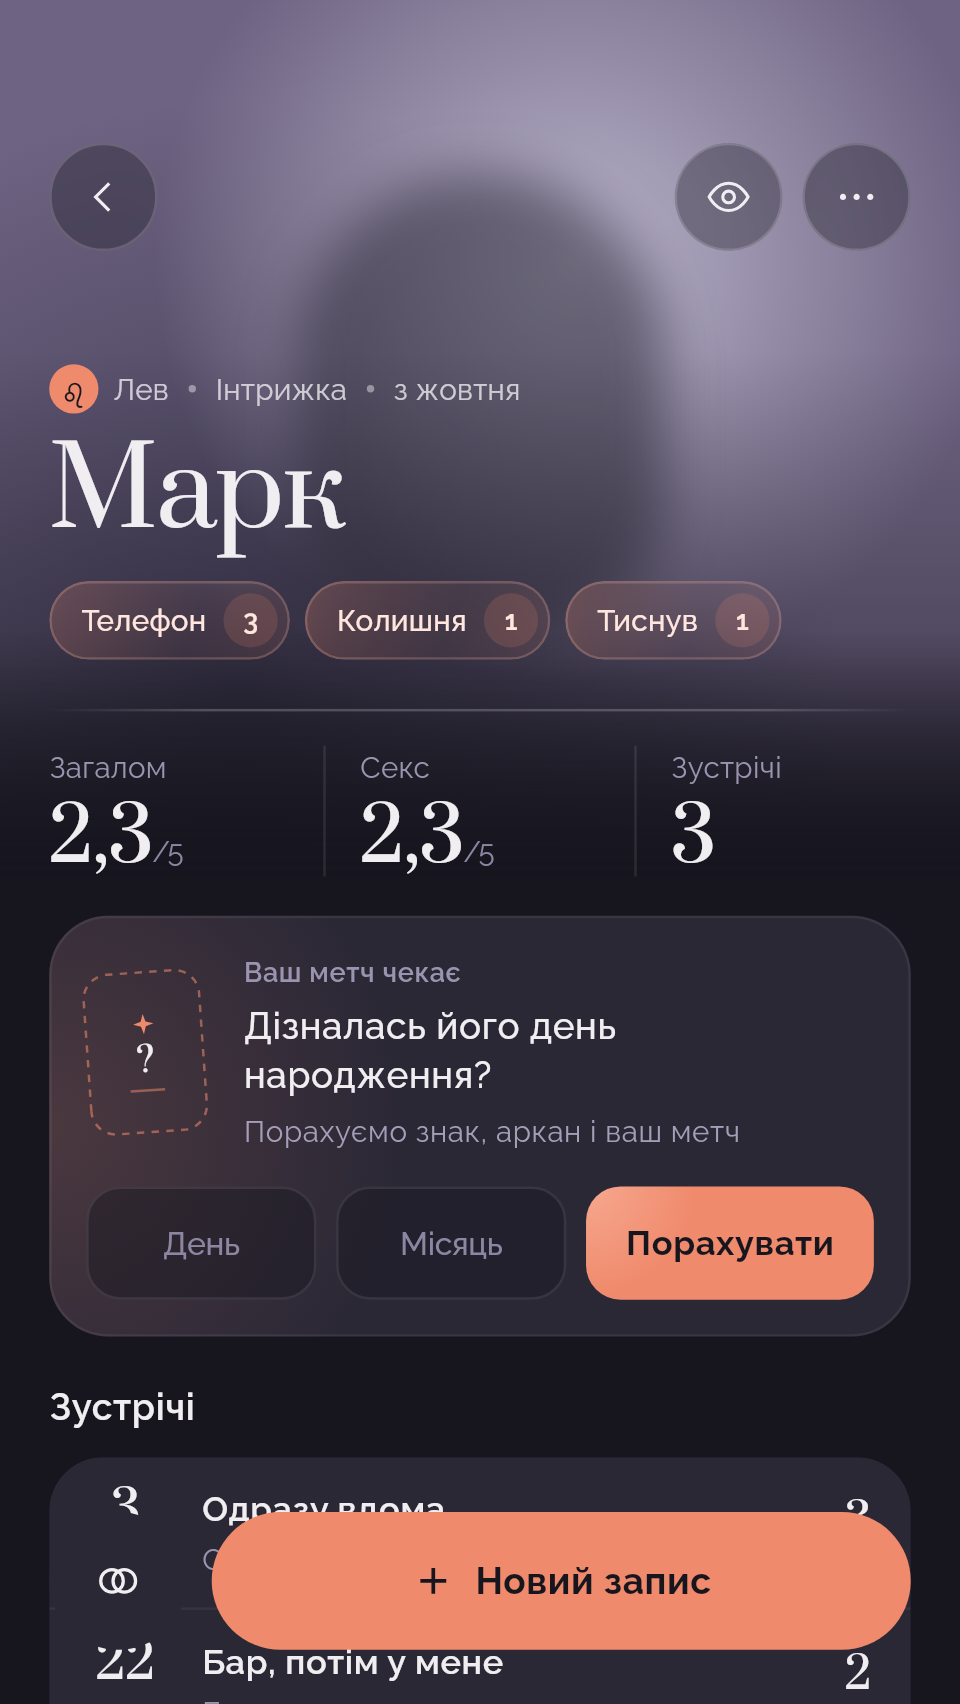 Лев • Інтрижка • з жовтня
Марк
Телефон 3 Колишня 1 Тиснув 1
Загалом Секс Зустрічі
2,3/5 2,3/5 3
Ваш метч чекає
Дізналась його день
народження?
?
Порахуємо знак, аркан і ваш метч
День Місяць Порахувати
Зустрічі
3 Одразу вдома
+ Новий запис
22 Бар, потім у мене 2